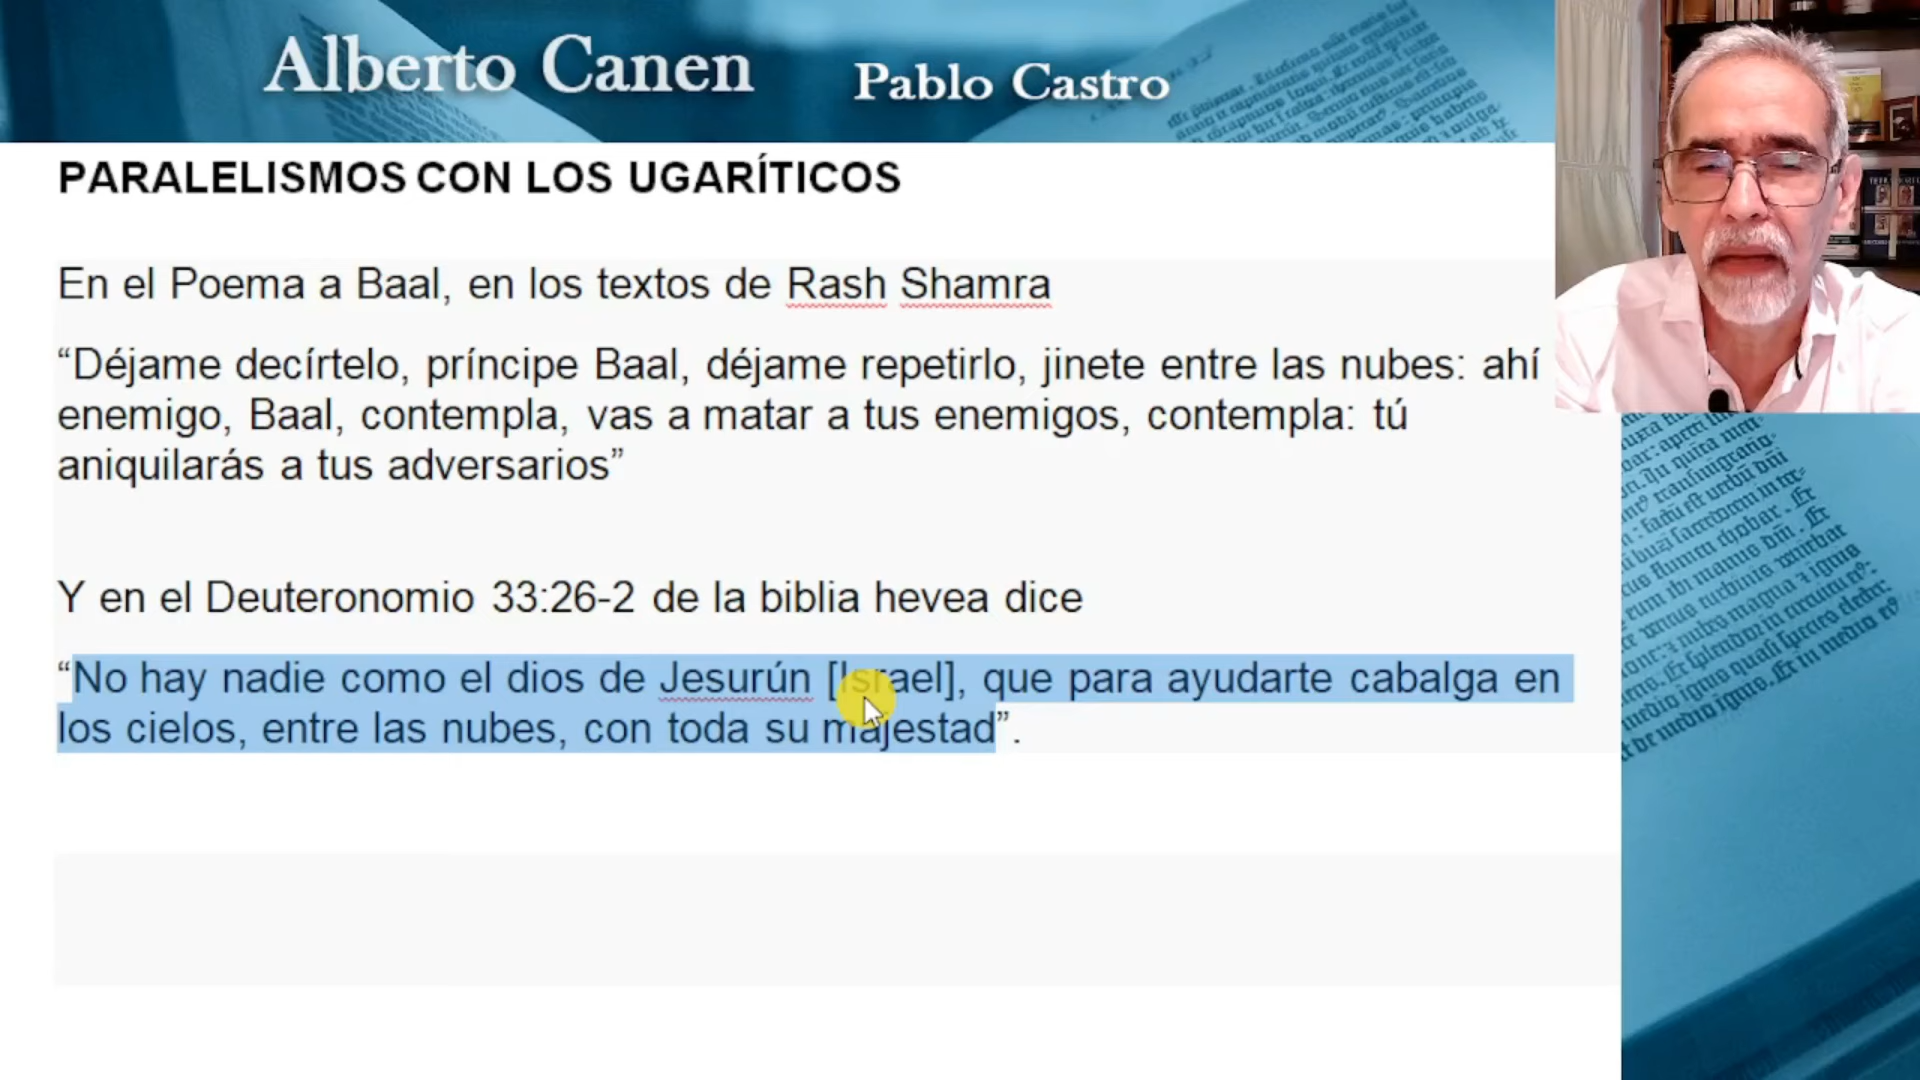 Alberto Canen
Pablo Castro
PARALELISMOS CON LOS UGARÍTICOS
En el Poema a Baal, en los textos de Rash Shamra
“Déjame decírtelo, príncipe Baal, déjame repetirlo, jinete entre las nubes: ahí
enemigo, Baal, contempla, vas a matar a tus enemigos, contempla: tú
aniquilarás a tus adversarios”
Y en el Deuteronomio 33:26-2 de la biblia hevea dice
“No hay nadie como el dios de Jesurún [Israel], que para ayudarte cabalga en
los cielos, entre las nubes, con toda su majestad”.